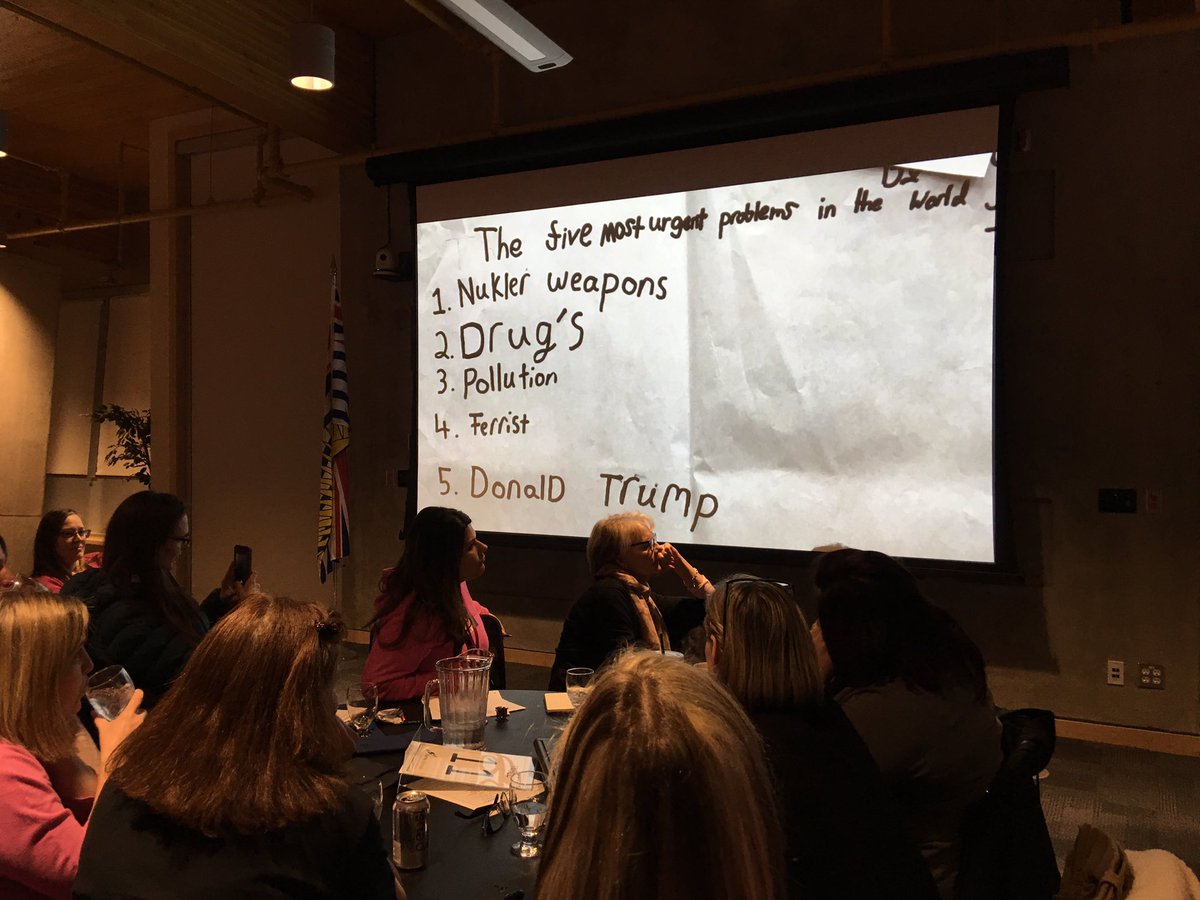 The five most urgent problems in the World
1. Nukler weapons
2. Drug's
3. Pollution
4. Ferrist
5. DonalD Trump